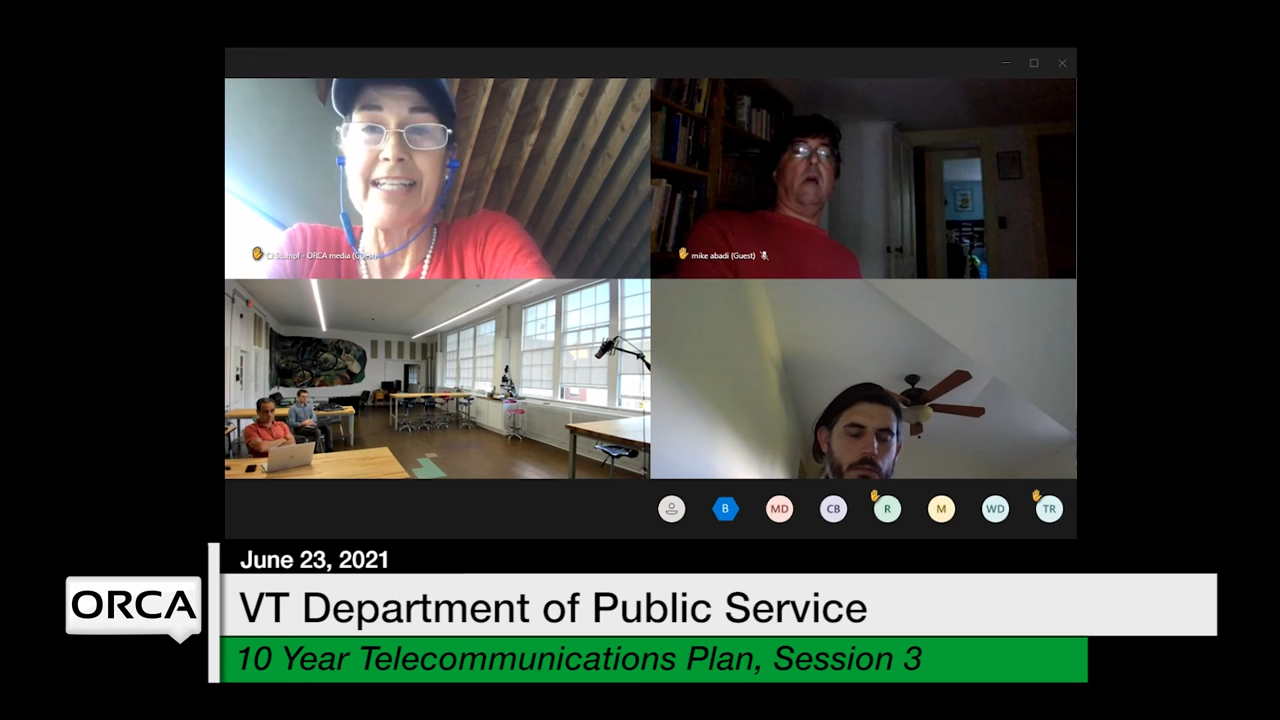 CJ Stumpf - ORCA media (Guest)
mike abadi (Guest)
B
MD
CB
R
M
WD
TR
June 23, 2021
ORCA
VT Department of Public Service
10 Year Telecommunications Plan, Session 3